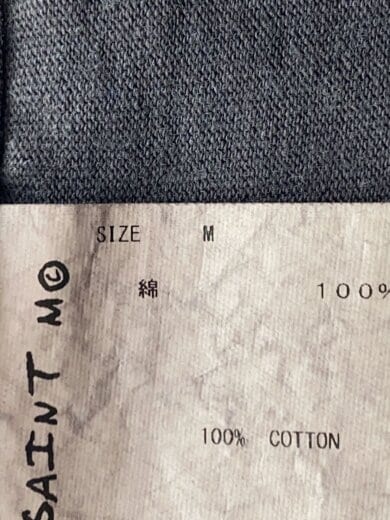 SIZE M
綿 100%
100% COTTON
SAINT M©